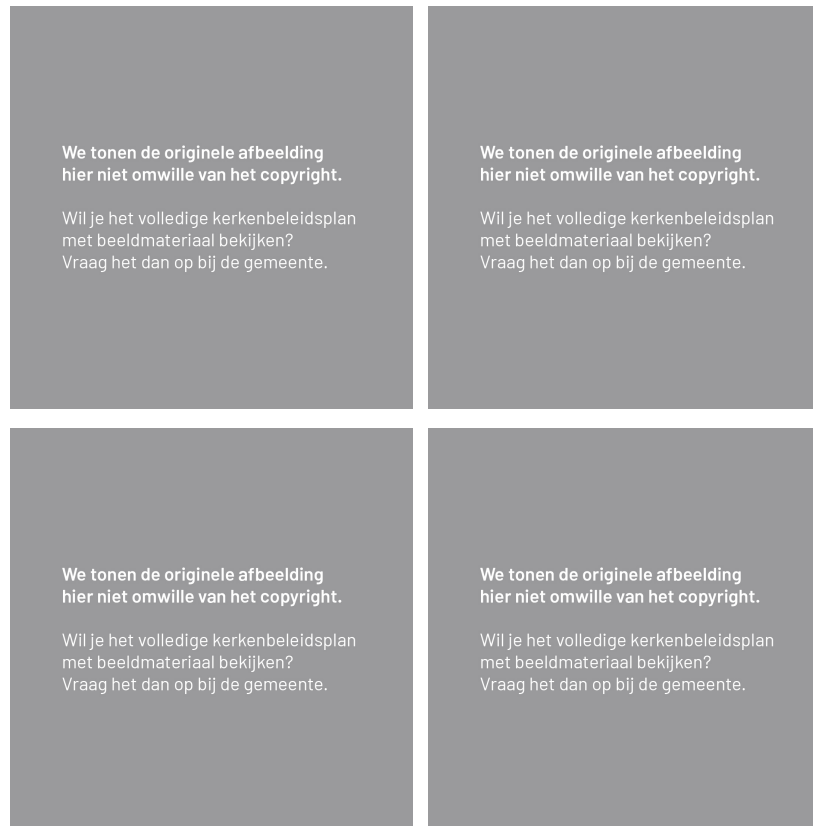 We tonen de originele afbeelding
hier niet omwille van het copyright.
Wil je het volledige kerkenbeleidsplan
met beeldmateriaal bekijken?
Vraag het dan op bij de gemeente.
We tonen de originele afbeelding
hier niet omwille van het copyright.
Wil je het volledige kerkenbeleidsplan
met beeldmateriaal bekijken?
Vraag het dan op bij de gemeente.
We tonen de originele afbeelding
hier niet omwille van het copyright.
Wil je het volledige kerkenbeleidsplan
met beeldmateriaal bekijken?
Vraag het dan op bij de gemeente.
We tonen de originele afbeelding
hier niet omwille van het copyright.
Wil je het volledige kerkenbeleidsplan
met beeldmateriaal bekijken?
Vraag het dan op bij de gemeente.